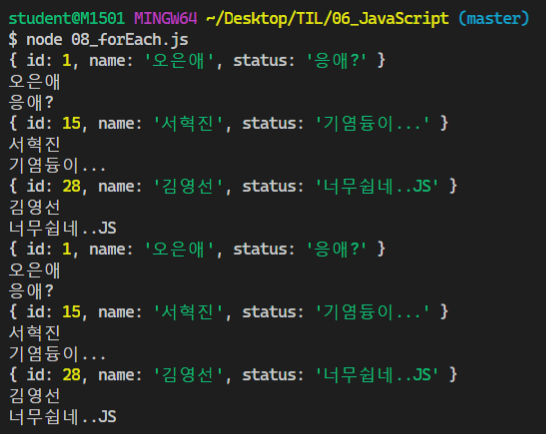 student@M1501 MINGW64 ~/Desktop/TIL/06_JavaScript (master)
$ node 08_forEach.js
{ id: 1, name: '오은애', status: '응애?' }
오은애
응애?
{ id: 15, name: '서혁진', status: '기염듕이...' }
서혁진
기염듕이...
{ id: 28, name: '김영선', status: '너무쉽네..JS' }
김영선
너무쉽네..JS
{ id: 1, name: '오은애', status: '응애?' }
오은애
응애?
{ id: 15, name: '서혁진', status: '기염듕이...' }
서혁진
기염듕이...
{ id: 28, name: '김영선', status: '너무쉽네..JS' }
김영선
너무쉽네..JS